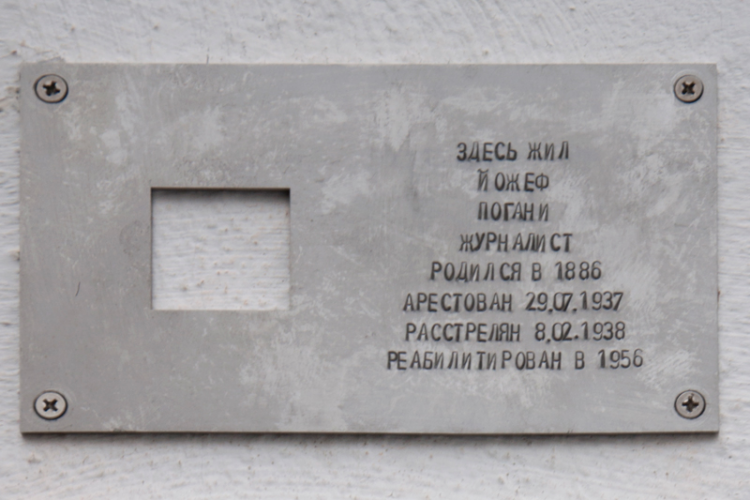 ЗДЕСЬ ЖИЛ
ЙОЖЕФ
ПОГАНИ
ЖУРНАЛИСТ
РОДИЛСЯ В 1886
АРЕСТОВАН 29.07.1937
РАССТРЕЛЯН 8.02.1938
РЕАБИЛИТИРОВАН В 1956